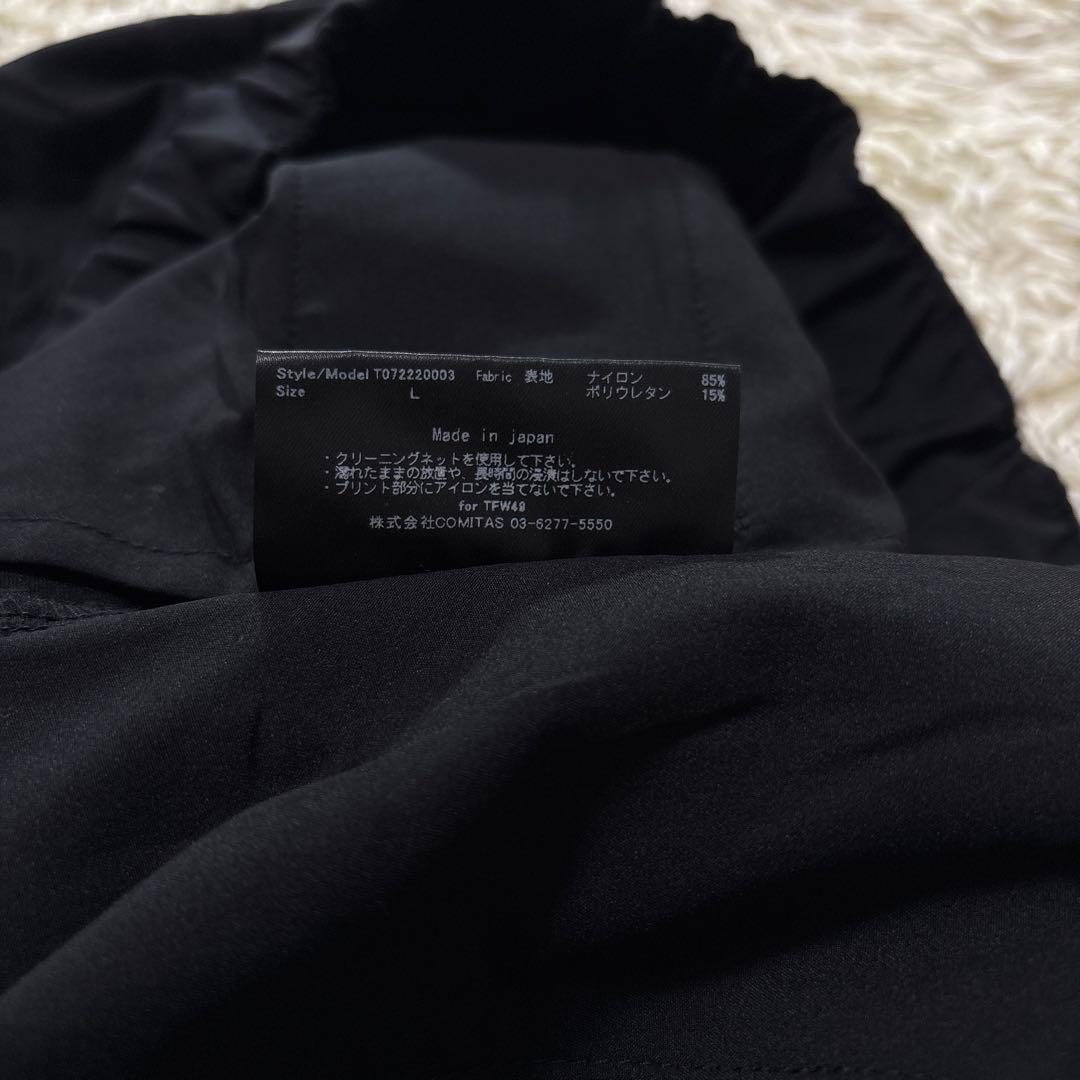 Style/Model T072220003 Fabric 表地 ナイロン 85%
Size L ポリウレタン 15%
Made in japan
・クリーニングネットを使用して下さい。
・濡れたままの放置や、長時間の浸漬はしないで下さい。
・プリント部分にアイロンを当てないで下さい。
for TFW49
株式会社COMITAS 03-6277-5550